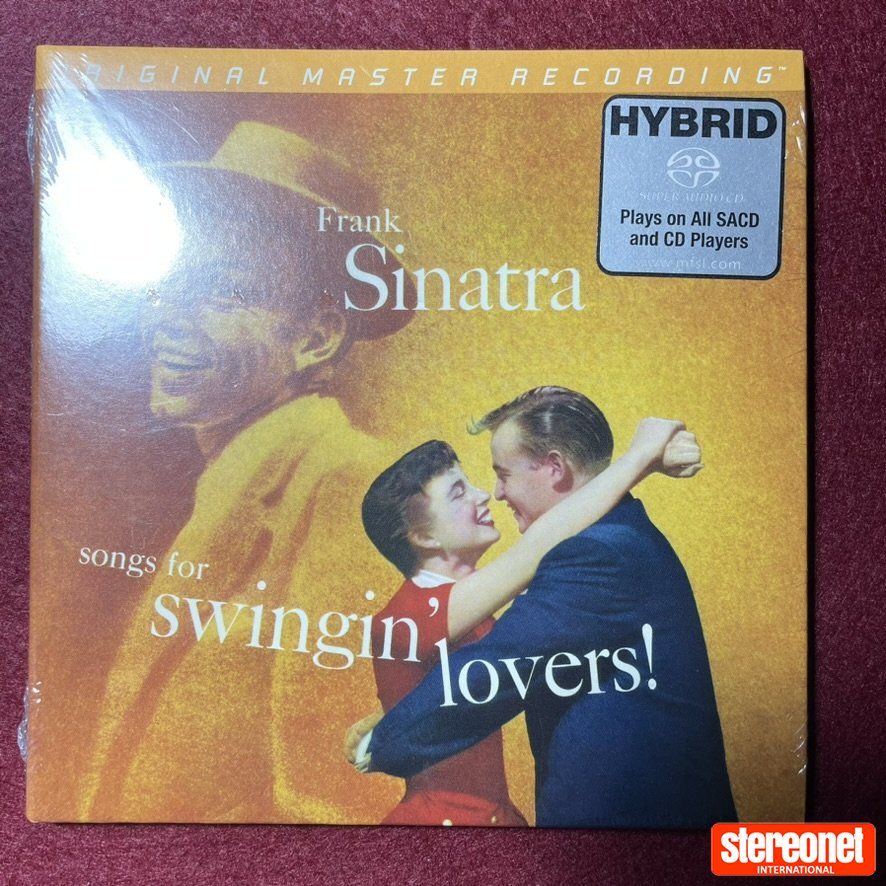 ORIGINAL MASTER RECORDING™
HYBRID
SUPER AUDIO CD
Plays on All SACD
and CD Players
www.mfsl.com
Frank
Sinatra
songs for
swingin'
lovers!
stereonet
INTERNATIONAL